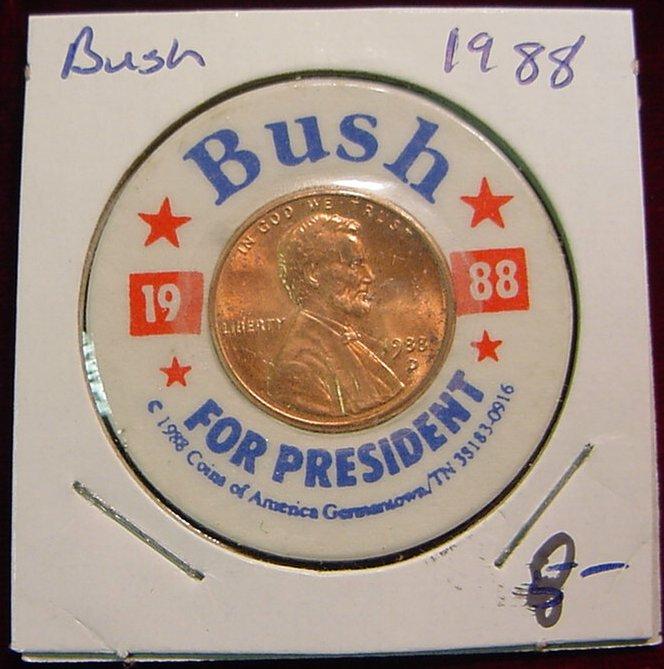 Bush 1988
Bush
IN GOD WE TRUST
19 88
LIBERTY
1988
D
FOR PRESIDENT
© 1988 Coins of America Germantown/TN 38183-0916